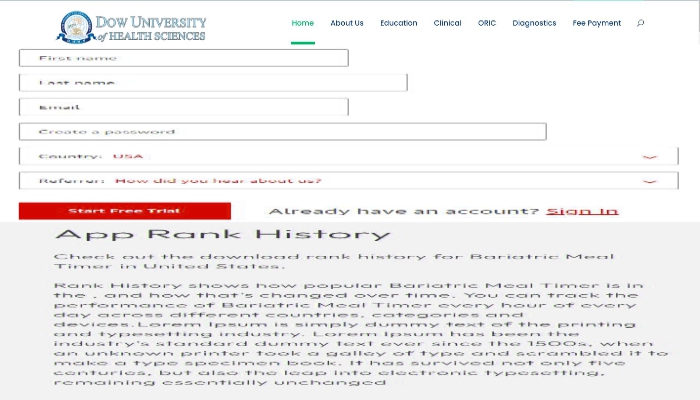 DOW UNIVERSITY
of HEALTH SCIENCES
Home About Us Education Clinical ORIC Diagnostics Fee Payment
First name
Last name
Email
Create a password
Country: USA
Referrer: How did you hear about us?
Start Free Trial Already have an account? Sign In
App Rank History
Check out the download rank history for Bariatric Meal
Timer in United States.
Rank History shows how popular Bariatric Meal Timer is in
the , and how that's changed over time. You can track the
performance of Bariatric Meal Timer every hour of every
day across different countries, categories and
devices.Lorem Ipsum is simply dummy text of the printing
and typesetting industry. Lorem Ipsum has been the
industry's standard dummy text ever since the 1500s, when
an unknown printer took a galley of type and scrambled it to
make a type specimen book. It has survived not only five
centuries, but also the leap into electronic typesetting,
remaining essentially unchanged.